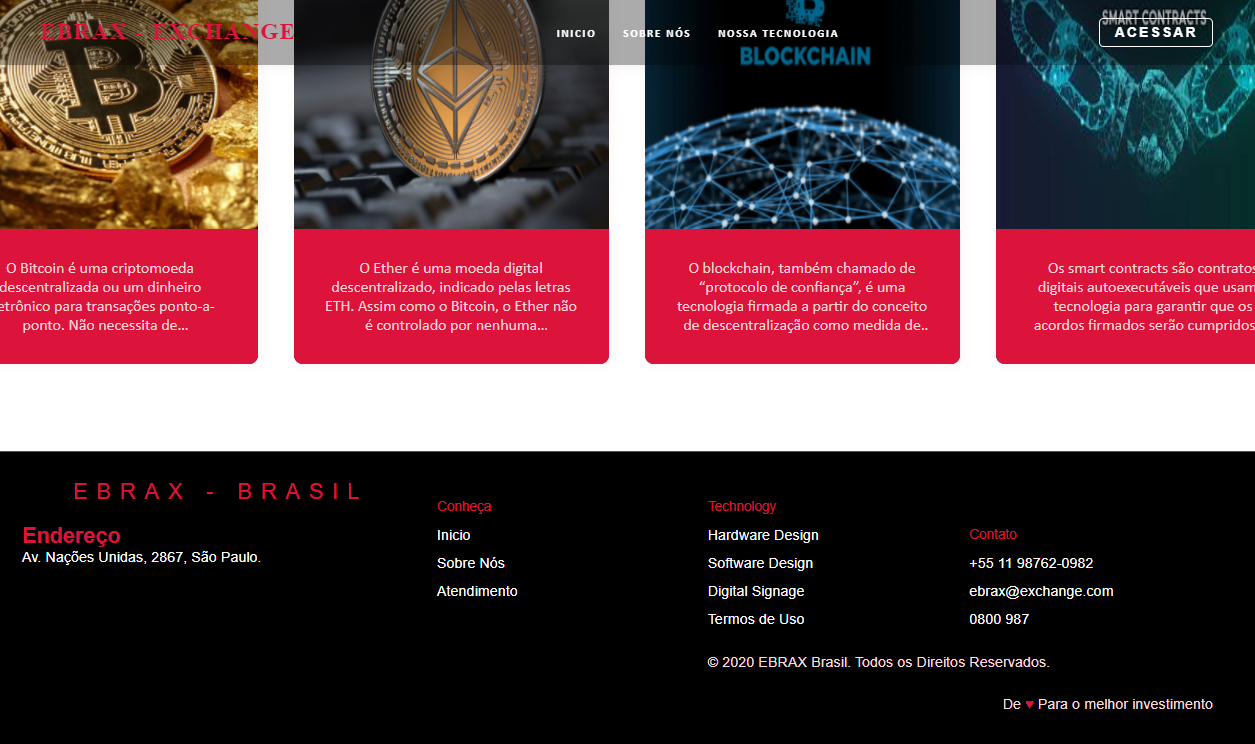 EBRAX - EXCHANGE
INICIO
SOBRE NÓS
NOSSA TECNOLOGIA
SMART CONTRACTS
ACESSAR
BLOCKCHAIN
O Bitcoin é uma criptomoeda
descentralizada ou um dinheiro
etrônico para transações ponto-a-
ponto. Não necessita de...
O Ether é uma moeda digital
descentralizado, indicado pelas letras
ETH. Assim como o Bitcoin, o Ether não
é controlado por nenhuma...
O blockchain, também chamado de
“protocolo de confiança”, é uma
tecnologia firmada a partir do conceito
de descentralização como medida de..
Os smart contracts são contratos
digitais autoexecutáveis que usam
tecnologia para garantir que os
acordos firmados serão cumpridos.
EBRAX - BRASIL
Endereço
Av. Nações Unidas, 2867, São Paulo.
Conheça
Inicio
Sobre Nós
Atendimento
Technology
Hardware Design
Software Design
Digital Signage
Termos de Uso
Contato
+55 11 98762-0982
ebrax@exchange.com
0800 987
© 2020 EBRAX Brasil. Todos os Direitos Reservados.
De ♥ Para o melhor investimento